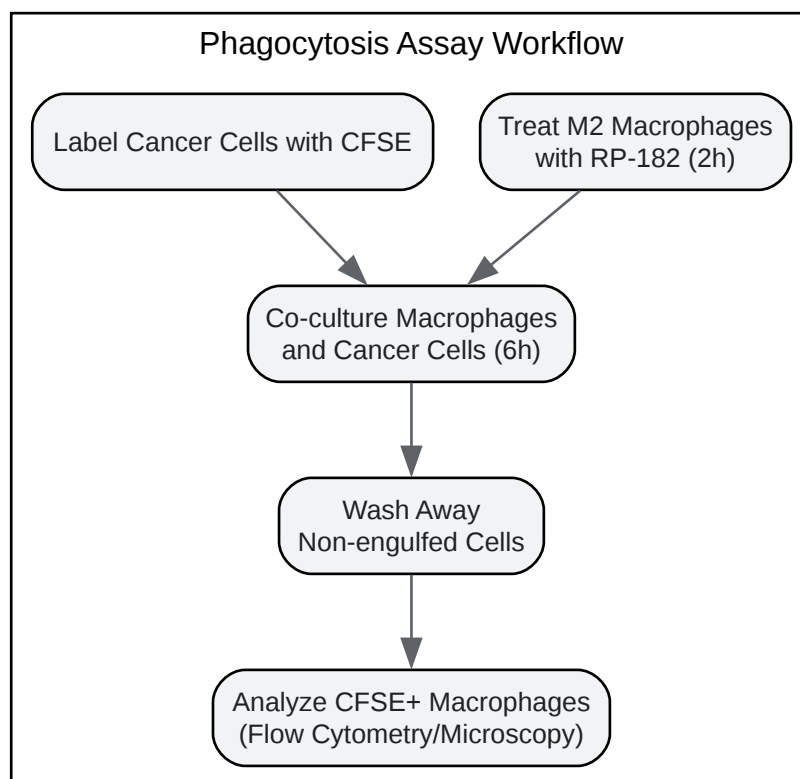 Phagocytosis Assay Workflow
Label Cancer Cells with CFSE
Treat M2 Macrophages
with RP-182 (2h)
Co-culture Macrophages
and Cancer Cells (6h)
Wash Away
Non-engulfed Cells
Analyze CFSE+ Macrophages
(Flow Cytometry/Microscopy)